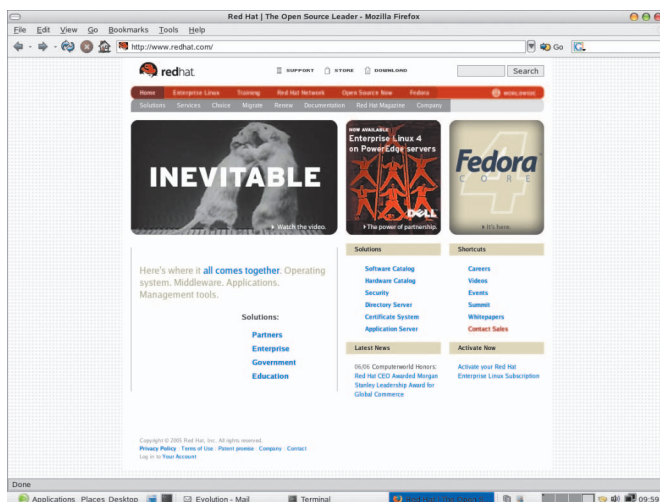 Red Hat | The Open Source Leader - Mozilla Firefox
File Edit View Go Bookmarks Tools Help
http://www.redhat.com/ Go
redhat. SUPPORT STORE DOWNLOAD Search
Home Enterprise Linux Training Red Hat Network Open Source Now Fedora WORLDWIDE
Solutions Services Choice Migrate Renew Documentation Red Hat Magazine Company
INEVITABLE
Watch the video.
NOW AVAILABLE
Enterprise Linux 4
on PowerEdge servers
DELL
The power of partnership.
4
Fedora
CORE
It's here.
Here's where it all comes together. Operating
system. Middleware. Applications.
Management tools.
Solutions:
Partners
Enterprise
Government
Education
Solutions
Software Catalog
Hardware Catalog
Security
Directory Server
Certificate System
Application Server
Shortcuts
Careers
Videos
Events
Summit
Whitepapers
Contact Sales
Latest News
06/06 Computerworld Honors:
Red Hat CEO Awarded Morgan
Stanley Leadership Award for
Global Commerce
Activate Now
Activate your Red Hat
Enterprise Linux Subscription
Copyright © 2005 Red Hat, Inc. All rights reserved.
Privacy Policy : Terms of Use : Patent promise : Company : Contact
Log in to Your Account
Done
Applications Places Desktop Evolution - Mail Terminal 09:59